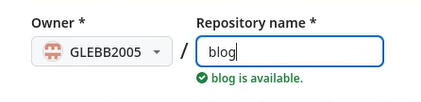 Owner * Repository name *
GLEBB2005 / blog
blog is available.